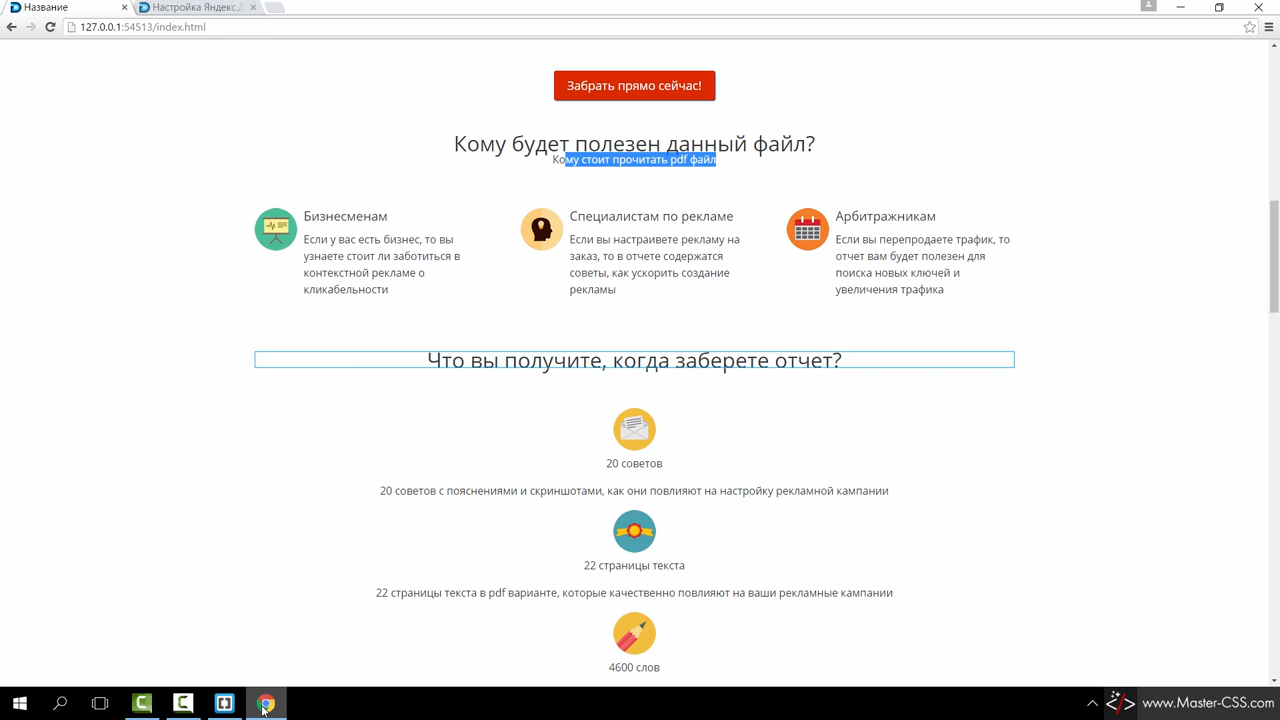 Название
Настройка Яндекс.Д
127.0.0.1:54513/index.html
Забрать прямо сейчас!
Кому будет полезен данный файл?
Кому стоит прочитать pdf файл
Бизнесменам
Если у вас есть бизнес, то вы
узнаете стоит ли заботиться в
контекстной рекламе о
кликабельности
Специалистам по рекламе
Если вы настраивете рекламу на
заказ, то в отчете содержатся
советы, как ускорить создание
рекламы
Арбитражникам
Если вы перепродаете трафик, то
отчет вам будет полезен для
поиска новых ключей и
увеличения трафика
Что вы получите, когда заберете отчет?
20 советов
20 советов с пояснениями и скриншотами, как они повлияют на настройку рекламной кампании
22 страницы текста
22 страницы текста в pdf варианте, которые качественно повлияют на ваши рекламные кампании
4600 слов
www.Master-CSS.com